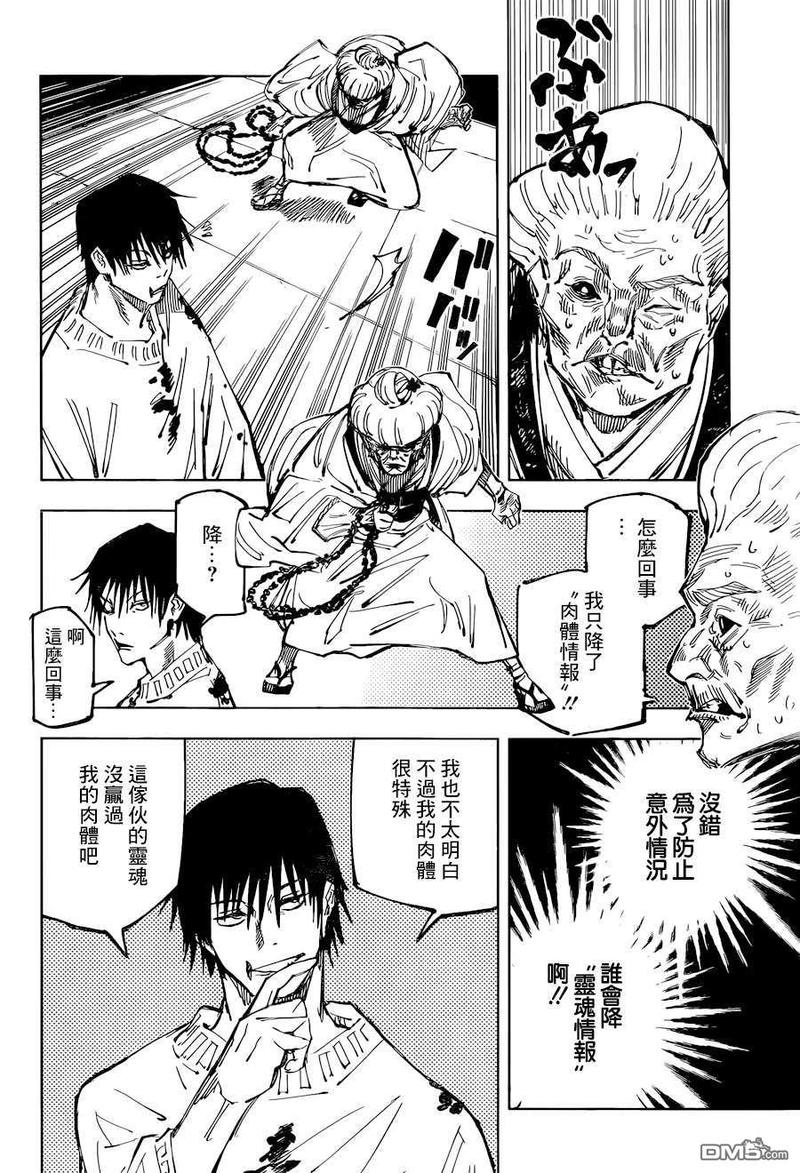 ぶぁっ
バババ
怎麼回事
…
我只降了
"肉體情報"!!
降…?
啊
這麼回事…
沒錯
為了防止
意外情況
誰會降
"靈魂情報"
啊!!
我也不太明白
不過我的肉體
很特殊
這傢伙的靈魂
沒贏過
我的肉體吧
DM5.com